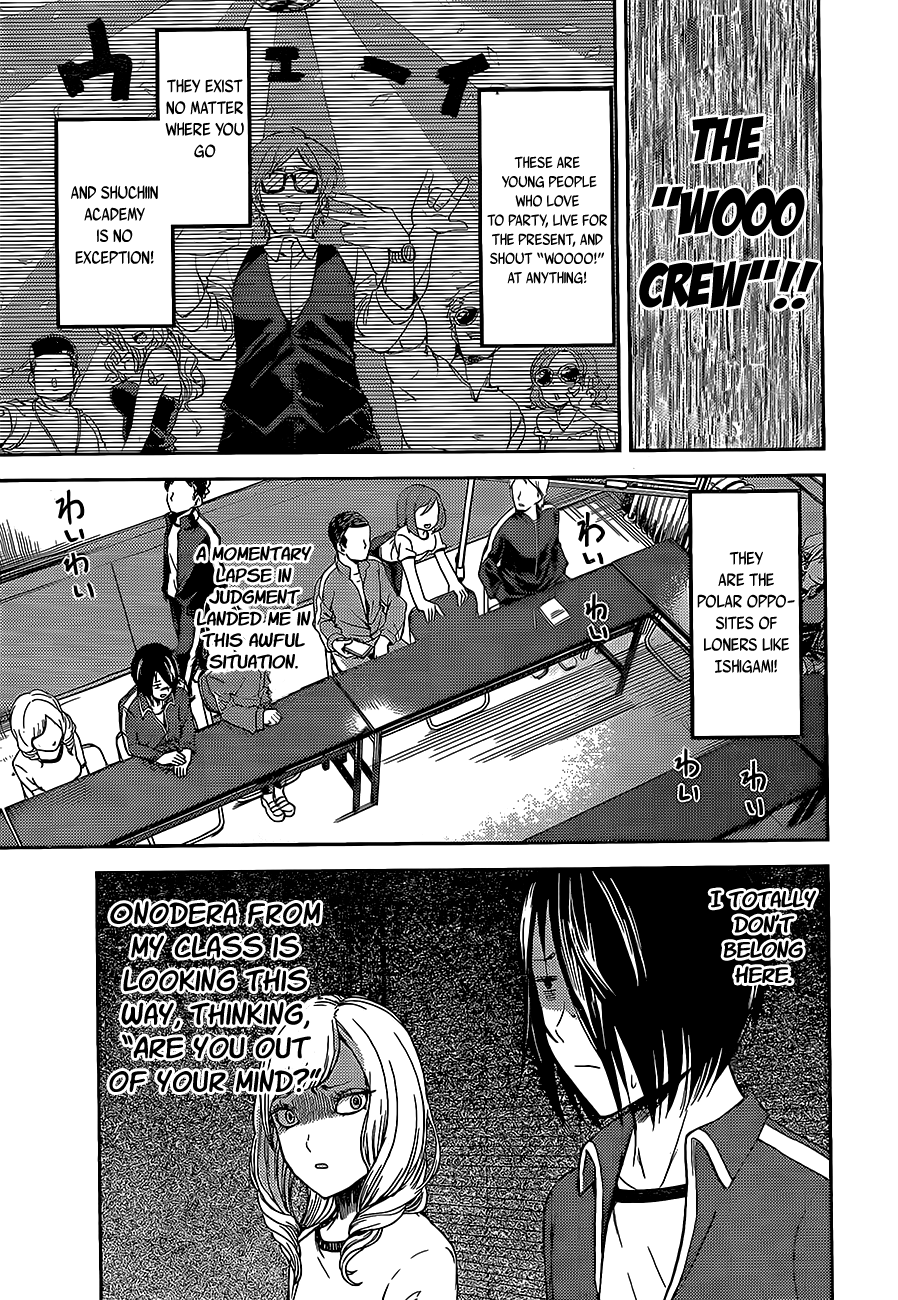 THE
"WOOO
CREW"!!
THESE ARE
YOUNG PEOPLE
WHO LOVE
TO PARTY, LIVE FOR
THE PRESENT, AND
SHOUT "WOOOO!"
AT ANYTHING!
ウェーイ
THEY EXIST
NO MATTER
WHERE YOU
GO
AND SHUCHIIN
ACADEMY
IS NO
EXCEPTION!
THEY
ARE THE
POLAR OPPO-
SITES OF
LONERS LIKE
ISHIGAMI!
わい
わい
わい
わい
わい
A MOMENTARY
LAPSE IN
JUDGMENT
LANDED ME IN
THIS AWFUL
SITUATION.
わい
わい
I TOTALLY
DON'T
BELONG
HERE.
ONODERA FROM
MY CLASS IS
LOOKING THIS
WAY, THINKING,
"ARE YOU OUT
OF YOUR MIND?"